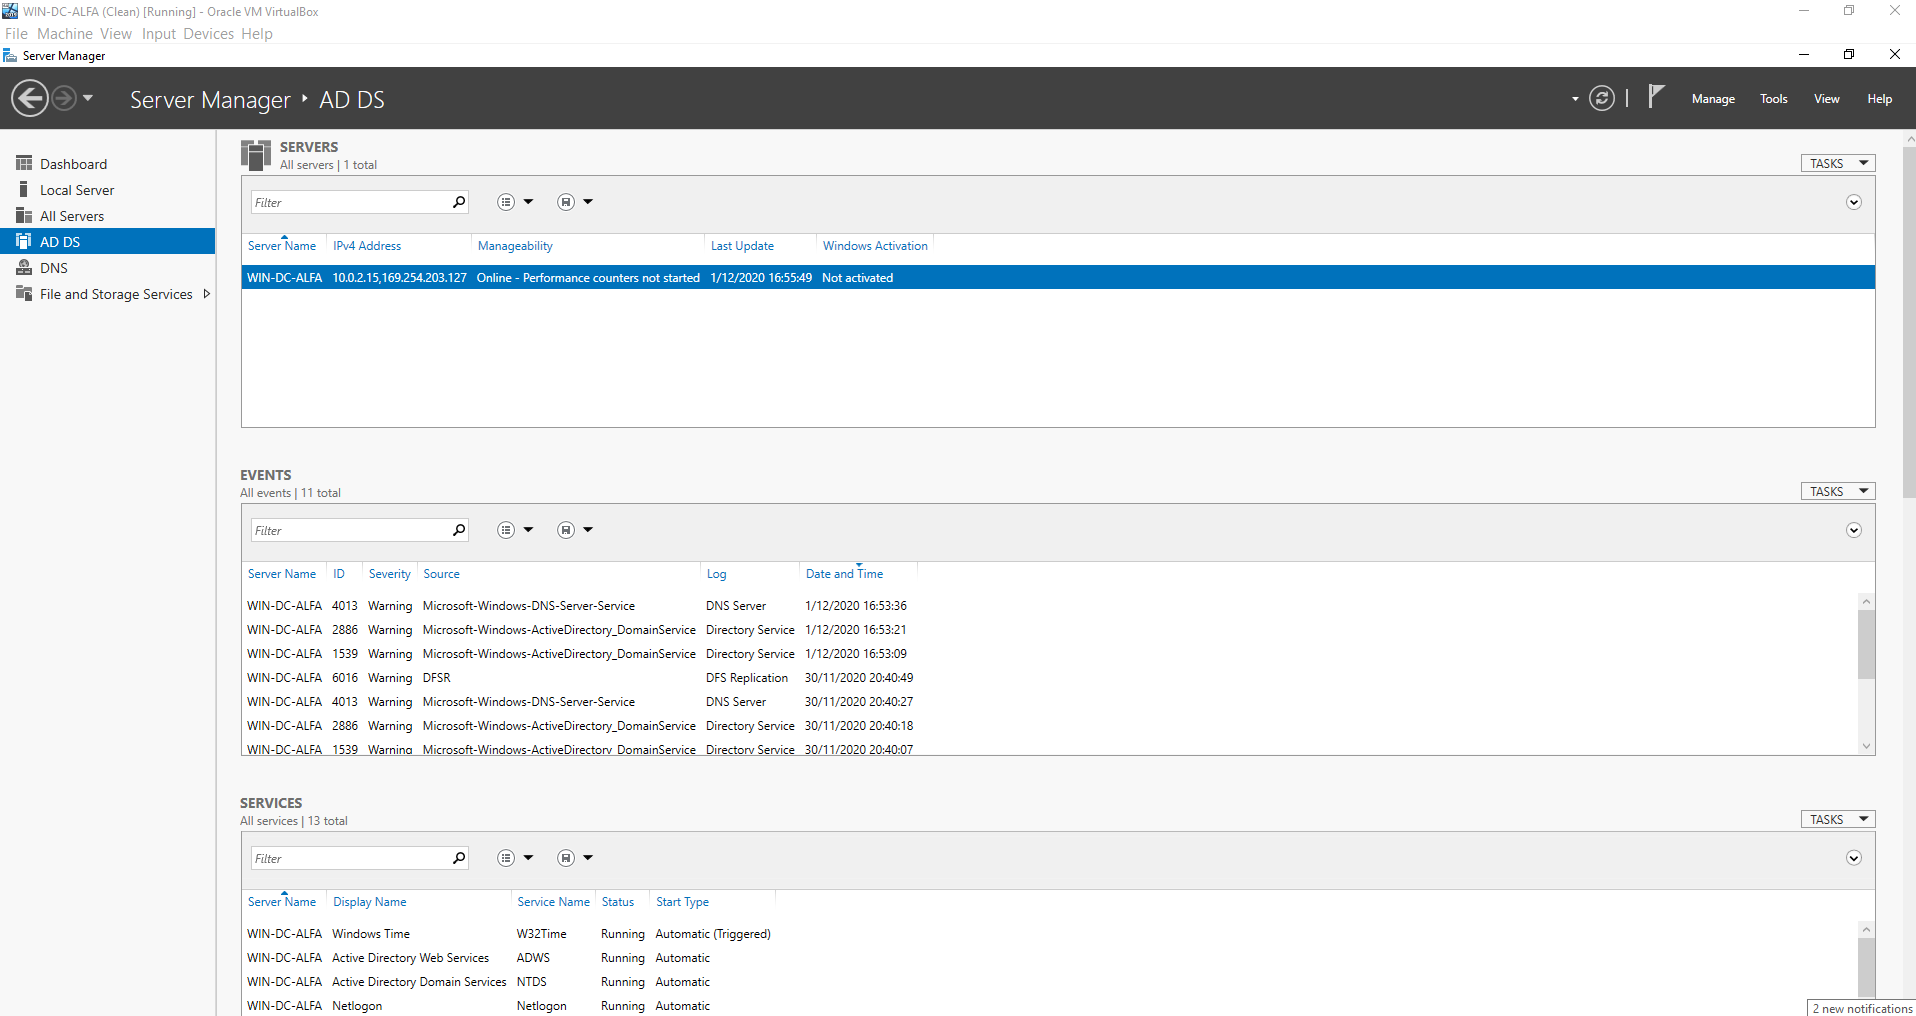 WIN-DC-ALFA (Clean) [Running] - Oracle VM VirtualBox
File Machine View Input Devices Help
Server Manager
Server Manager ‣ AD DS
Manage Tools View Help
Dashboard
Local Server
All Servers
AD DS
DNS
File and Storage Services
SERVERS
All servers | 1 total
TASKS
Filter
Server Name IPv4 Address Manageability Last Update Windows Activation
WIN-DC-ALFA 10.0.2.15,169.254.203.127 Online - Performance counters not started 1/12/2020 16:55:49 Not activated
EVENTS
All events | 11 total
TASKS
Filter
Server Name ID Severity Source Log Date and Time
WIN-DC-ALFA 4013 Warning Microsoft-Windows-DNS-Server-Service DNS Server 1/12/2020 16:53:36
WIN-DC-ALFA 2886 Warning Microsoft-Windows-ActiveDirectory_DomainService Directory Service 1/12/2020 16:53:21
WIN-DC-ALFA 1539 Warning Microsoft-Windows-ActiveDirectory_DomainService Directory Service 1/12/2020 16:53:09
WIN-DC-ALFA 6016 Warning DFSR DFS Replication 30/11/2020 20:40:49
WIN-DC-ALFA 4013 Warning Microsoft-Windows-DNS-Server-Service DNS Server 30/11/2020 20:40:27
WIN-DC-ALFA 2886 Warning Microsoft-Windows-ActiveDirectory_DomainService Directory Service 30/11/2020 20:40:18
WIN-DC-ALFA 1539 Warning Microsoft-Windows-ActiveDirectory_DomainService Directory Service 30/11/2020 20:40:07
SERVICES
All services | 13 total
TASKS
Filter
Server Name Display Name Service Name Status Start Type
WIN-DC-ALFA Windows Time W32Time Running Automatic (Triggered)
WIN-DC-ALFA Active Directory Web Services ADWS Running Automatic
WIN-DC-ALFA Active Directory Domain Services NTDS Running Automatic
WIN-DC-ALFA Netlogon Netlogon Running Automatic
2 new notifications